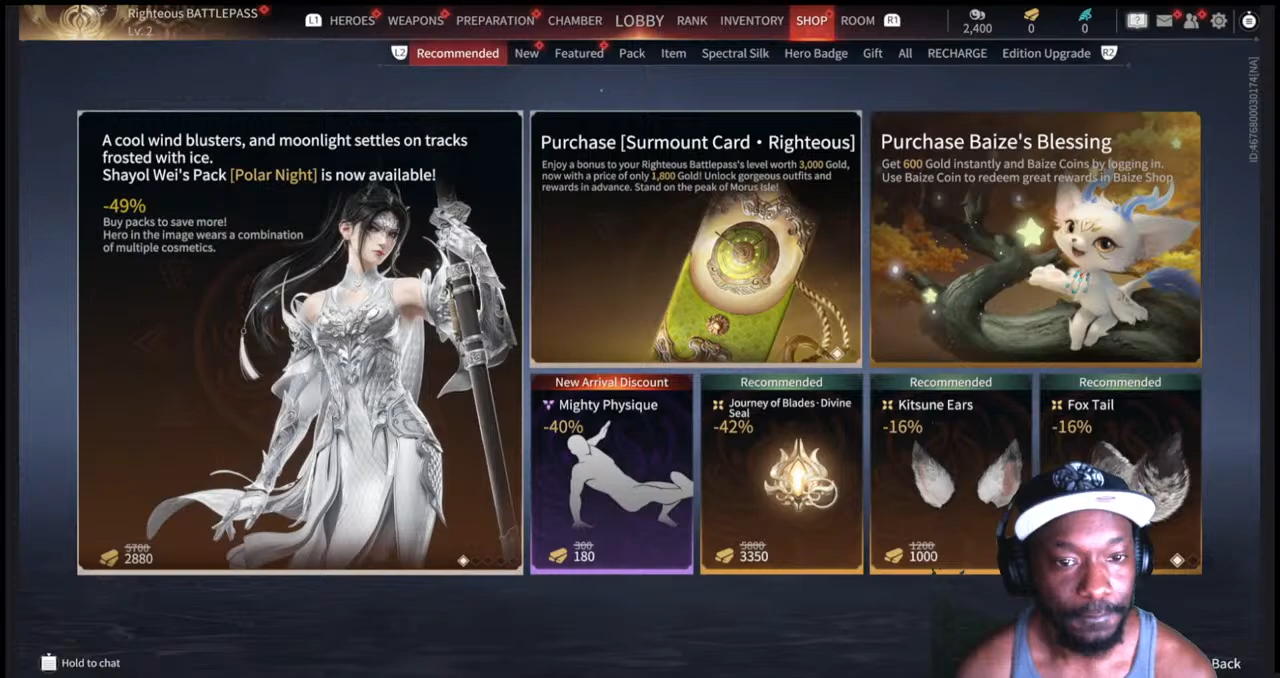 Righteous BATTLEPASS
Lv. 2
L1 HEROES WEAPONS PREPARATION CHAMBER LOBBY RANK INVENTORY SHOP ROOM R1
2,400 0 0
L2 Recommended New Featured Pack Item Spectral Silk Hero Badge Gift All RECHARGE Edition Upgrade R2
ID:4676800030174[NA]
A cool wind blusters, and moonlight settles on tracks
frosted with ice.
Shayol Wei's Pack [Polar Night] is now available!
-49%
Buy packs to save more!
Hero in the image wears a combination
of multiple cosmetics.
5700
2880
Purchase [Surmount Card・Righteous]
Enjoy a bonus to your Righteous Battlepass's level worth 3,000 Gold,
now with a price of only 1,800 Gold! Unlock gorgeous outfits and
rewards in advance. Stand on the peak of Morus Isle!
Purchase Baize's Blessing
Get 600 Gold instantly and Baize Coins by logging in.
Use Baize Coin to redeem great rewards in Baize Shop
New Arrival Discount
Mighty Physique
-40%
300
180
Recommended
Journey of Blades·Divine
Seal
-42%
5800
3350
Recommended
Kitsune Ears
-16%
1200
1000
Recommended
Fox Tail
-16%
Hold to chat
Back